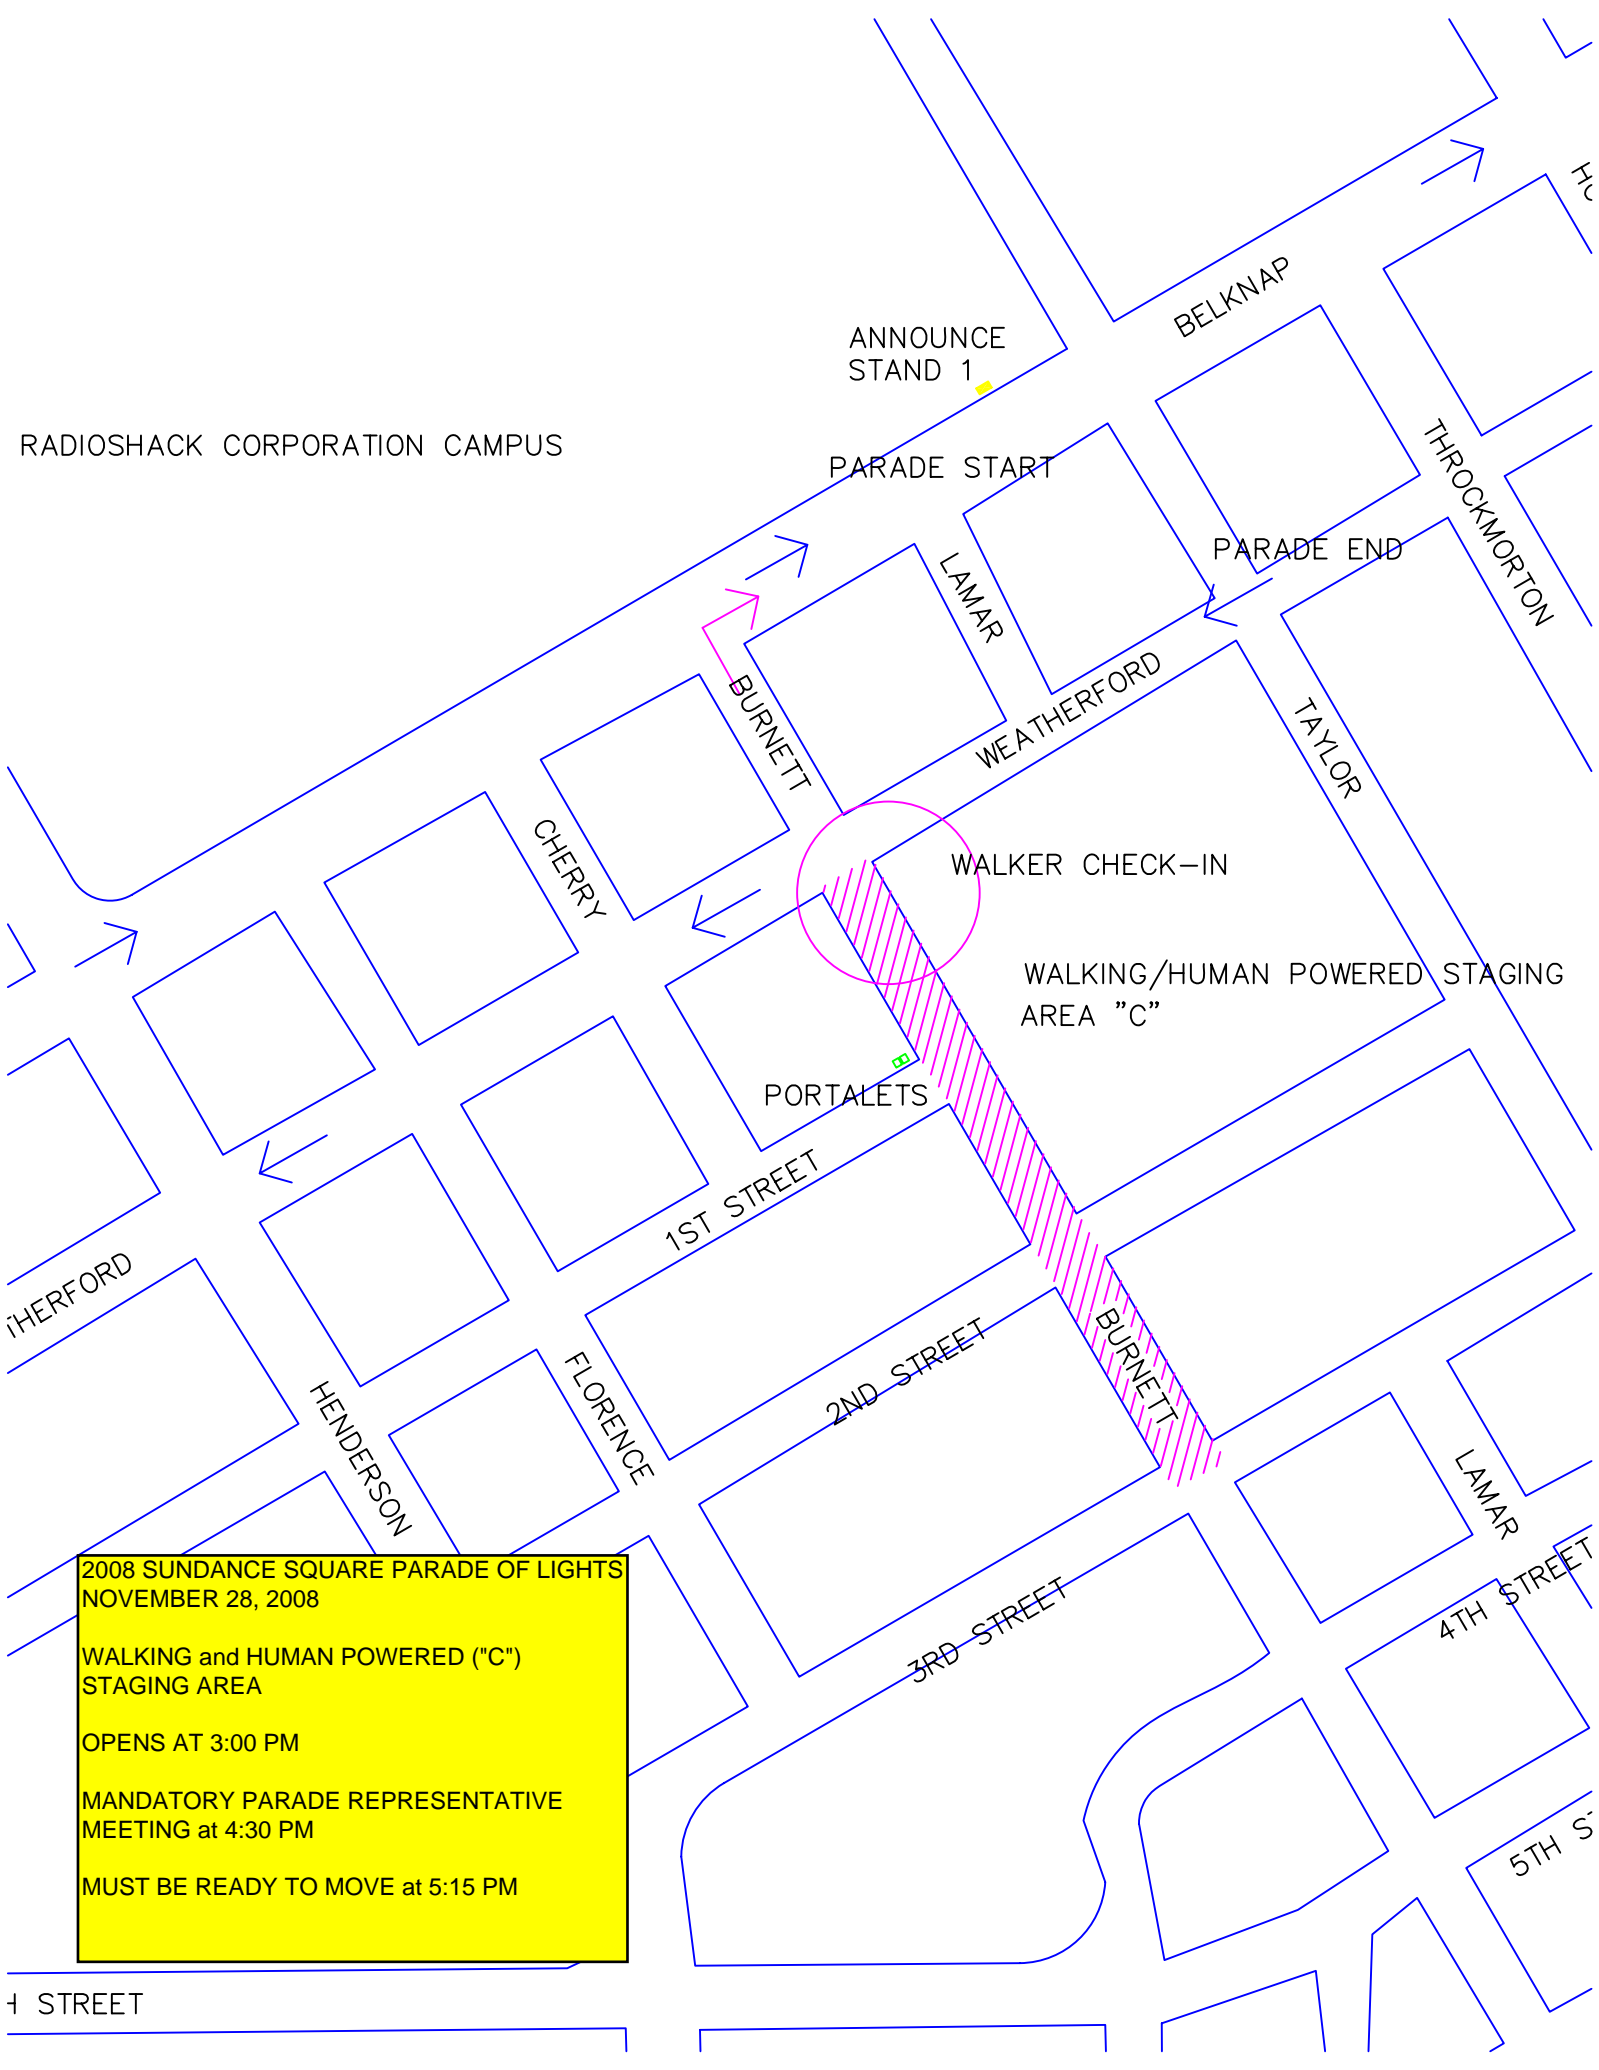 BELKNAP
ANNOUNCE
STAND 1
RADIOSHACK CORPORATION CAMPUS
PARADE START
THROCKMORTON
PARADE END
LAMAR
WEATHERFORD
BURNETT
TAYLOR
CHERRY
WALKER CHECK-IN
WALKING/HUMAN POWERED STAGING
AREA "C"
PORTALETS
1ST STREET
THERFORD
2ND STREET
BURNETT
FLORENCE
HENDERSON
LAMAR
4TH STREET
3RD STREET
2008 SUNDANCE SQUARE PARADE OF LIGHTS
NOVEMBER 28, 2008
WALKING and HUMAN POWERED ("C")
STAGING AREA
OPENS AT 3:00 PM
MANDATORY PARADE REPRESENTATIVE
MEETING at 4:30 PM
MUST BE READY TO MOVE at 5:15 PM
5TH S
H STREET